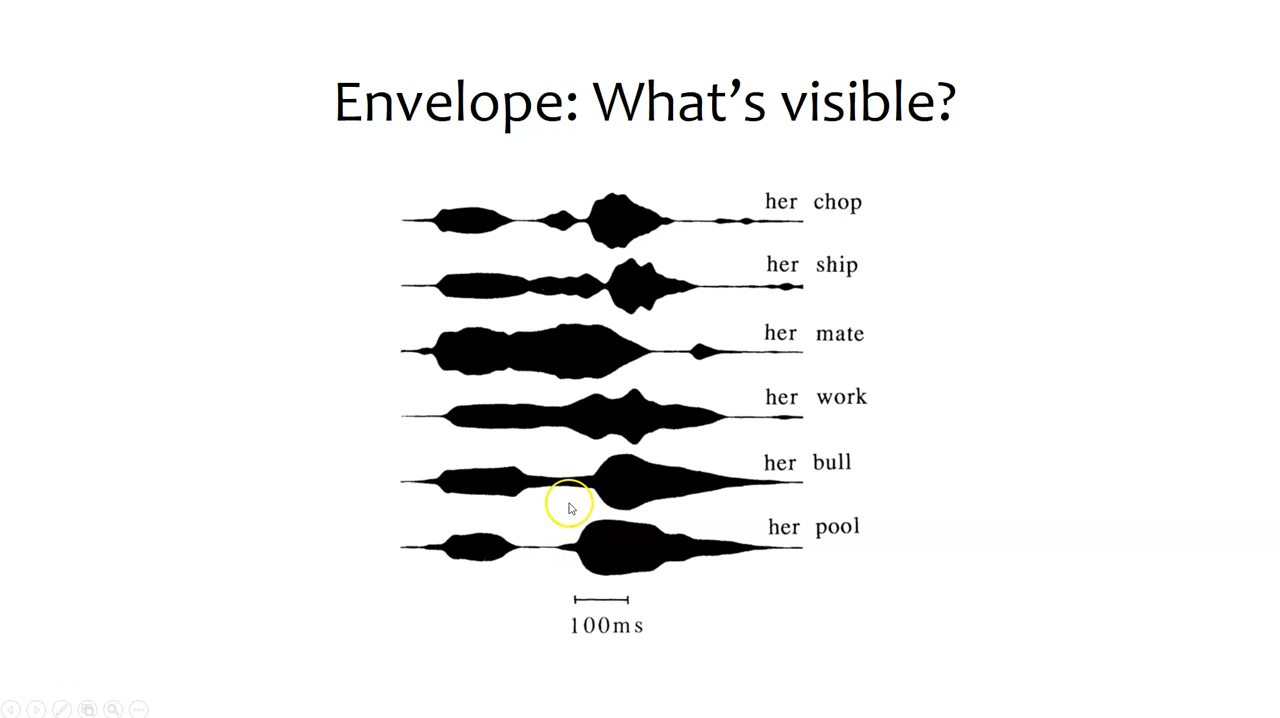 Envelope: What's visible?
her chop
her ship
her mate
her work
her bull
her pool
100ms